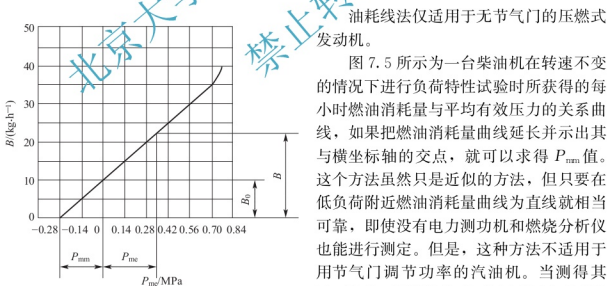 北京大
禁止转
50
40
30
20
10
0
B/(kg·h⁻¹)
-0.28 -0.14 0 0.14 0.28 0.42 0.56 0.70 0.84
B₀
B
Pmm
Pme
Pme/MPa
油耗线法仅适用于无节气门的压燃式
发动机。
图 7.5 所示为一台柴油机在转速不变
的情况下进行负荷特性试验时所获得的每
小时燃油消耗量与平均有效压力的关系曲
线，如果把燃油消耗量曲线延长并示出其
与横坐标轴的交点，就可以求得 Pmm 值。
这个方法虽然只是近似的方法，但只要在
低负荷附近燃油消耗量曲线为直线就相当
可靠，即使没有电力测功机和燃烧分析仪
也能进行测定。但是，这种方法不适用于
用节气门调节功率的汽油机。当测得其